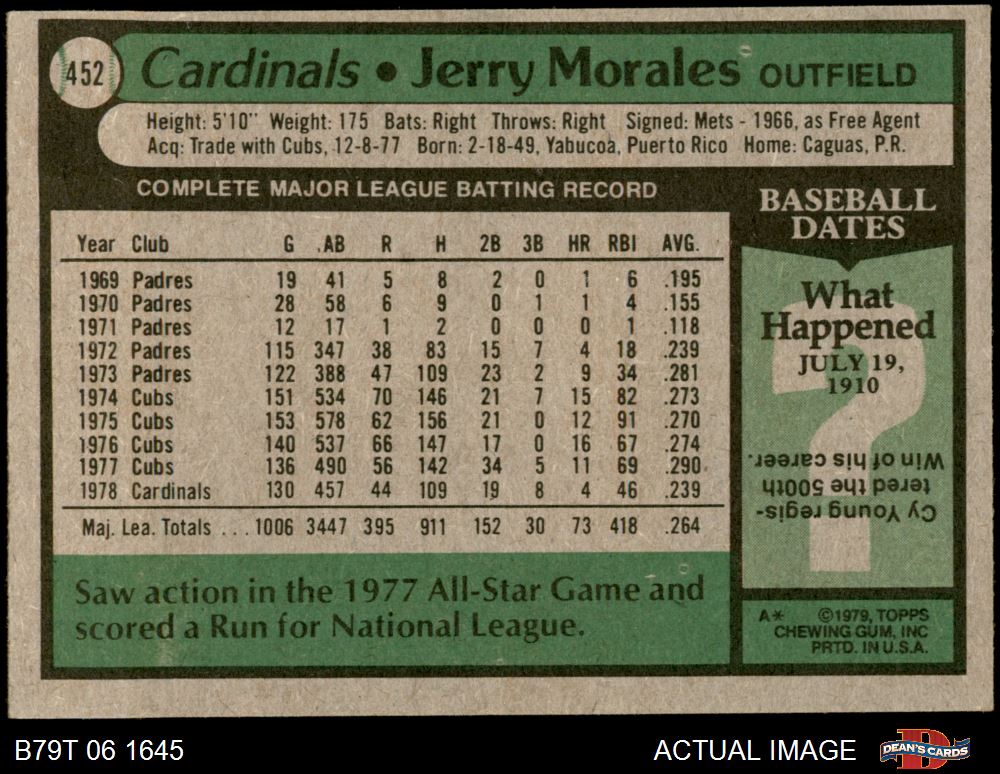 452 Cardinals • Jerry Morales OUTFIELD
Height: 5'10" Weight: 175 Bats: Right Throws: Right Signed: Mets - 1966, as Free Agent
Acq: Trade with Cubs, 12-8-77 Born: 2-18-49, Yabucoa, Puerto Rico Home: Caguas, P.R.
COMPLETE MAJOR LEAGUE BATTING RECORD
Year Club G AB R H 2B 3B HR RBI AVG.
1969 Padres 19 41 5 8 2 0 1 6 .195
1970 Padres 28 58 6 9 0 1 1 4 .155
1971 Padres 12 17 1 2 0 0 0 1 .118
1972 Padres 115 347 38 83 15 7 4 18 .239
1973 Padres 122 388 47 109 23 2 9 34 .281
1974 Cubs 151 534 70 146 21 7 15 82 .273
1975 Cubs 153 578 62 156 21 0 12 91 .270
1976 Cubs 140 537 66 147 17 0 16 67 .274
1977 Cubs 136 490 56 142 34 5 11 69 .290
1978 Cardinals 130 457 44 109 19 8 4 46 .239
Maj. Lea. Totals ... 1006 3447 395 911 152 30 73 418 .264
Saw action in the 1977 All-Star Game and
scored a Run for National League.
BASEBALL
DATES
What
Happened
JULY 19,
1910
?
Cy Young regis-
tered the 500th
Win of his career.
A* ©1979, TOPPS
CHEWING GUM, INC
PRTD. IN U.S.A.
B79T 06 1645
ACTUAL IMAGE
DEAN'S CARDS